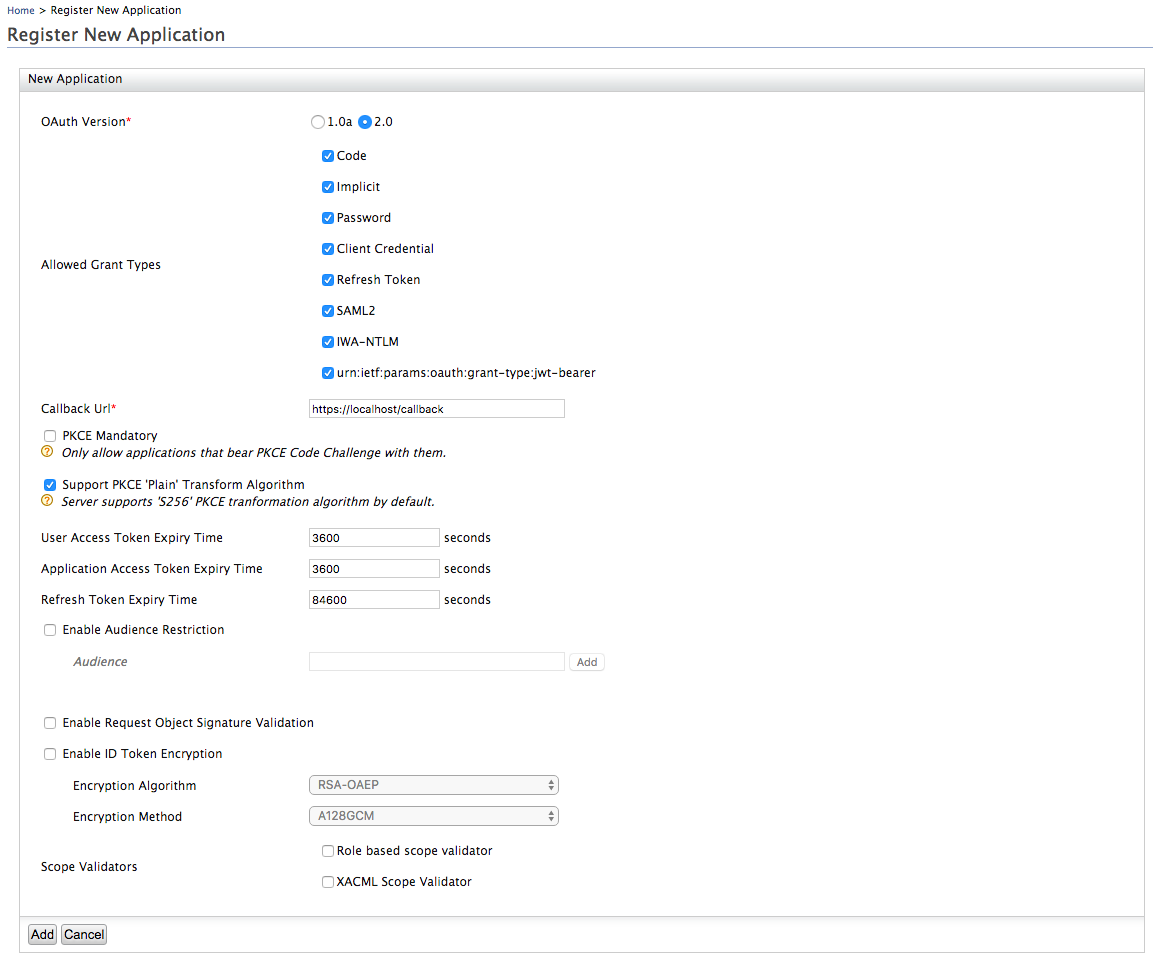 Home > Register New Application
Register New Application
New Application
OAuth Version* 1.0a 2.0
Code
Implicit
Password
Client Credential
Allowed Grant Types
Refresh Token
SAML2
IWA-NTLM
urn:ietf:params:oauth:grant-type:jwt-bearer
Callback Url* https://localhost/callback
PKCE Mandatory
? Only allow applications that bear PKCE Code Challenge with them.
Support PKCE 'Plain' Transform Algorithm
? Server supports 'S256' PKCE tranformation algorithm by default.
User Access Token Expiry Time 3600 seconds
Application Access Token Expiry Time 3600 seconds
Refresh Token Expiry Time 84600 seconds
Enable Audience Restriction
Audience Add
Enable Request Object Signature Validation
Enable ID Token Encryption
Encryption Algorithm RSA-OAEP
Encryption Method A128GCM
Role based scope validator
Scope Validators
XACML Scope Validator
Add Cancel